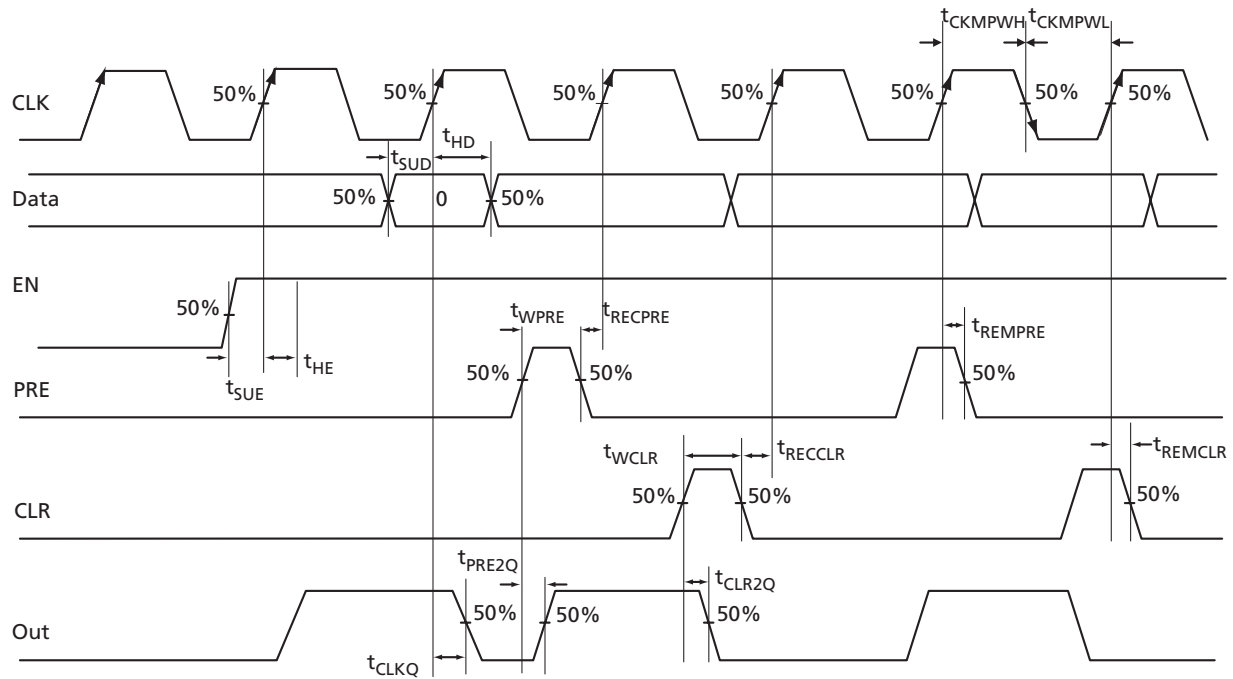 tCKMPWH tCKMPWL
CLK
50% 50% 50% 50% 50% 50% 50%
tSUD tHD
Data
50% 0 50%
EN
50%
tSUE tHE
tWPRE tRECPRE
tREMPRE
PRE
50% 50% 50%
tWCLR tRECCLR
tREMCLR
CLR
50% 50% 50%
tPRE2Q
tCLR2Q
Out
50% 50% 50%
tCLKQ